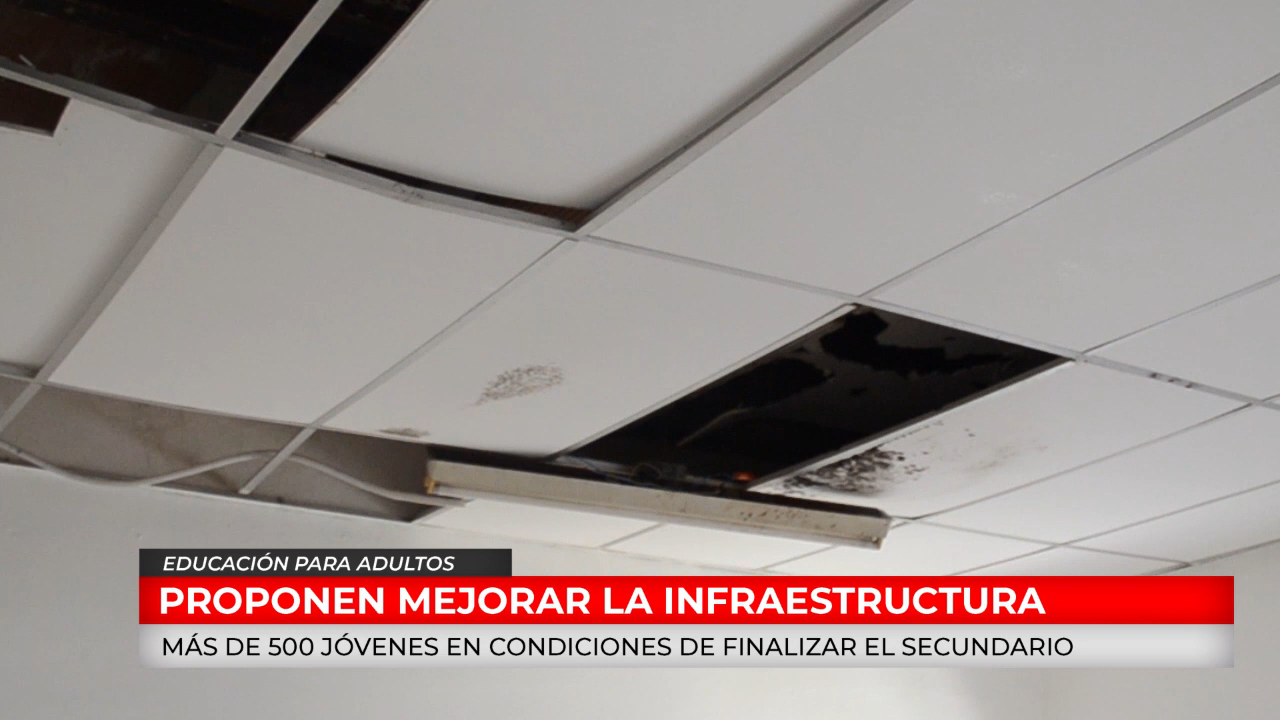 EDUCACIÓN PARA ADULTOS
PROPONEN MEJORAR LA INFRAESTRUCTURA
MÁS DE 500 JÓVENES EN CONDICIONES DE FINALIZAR EL SECUNDARIO